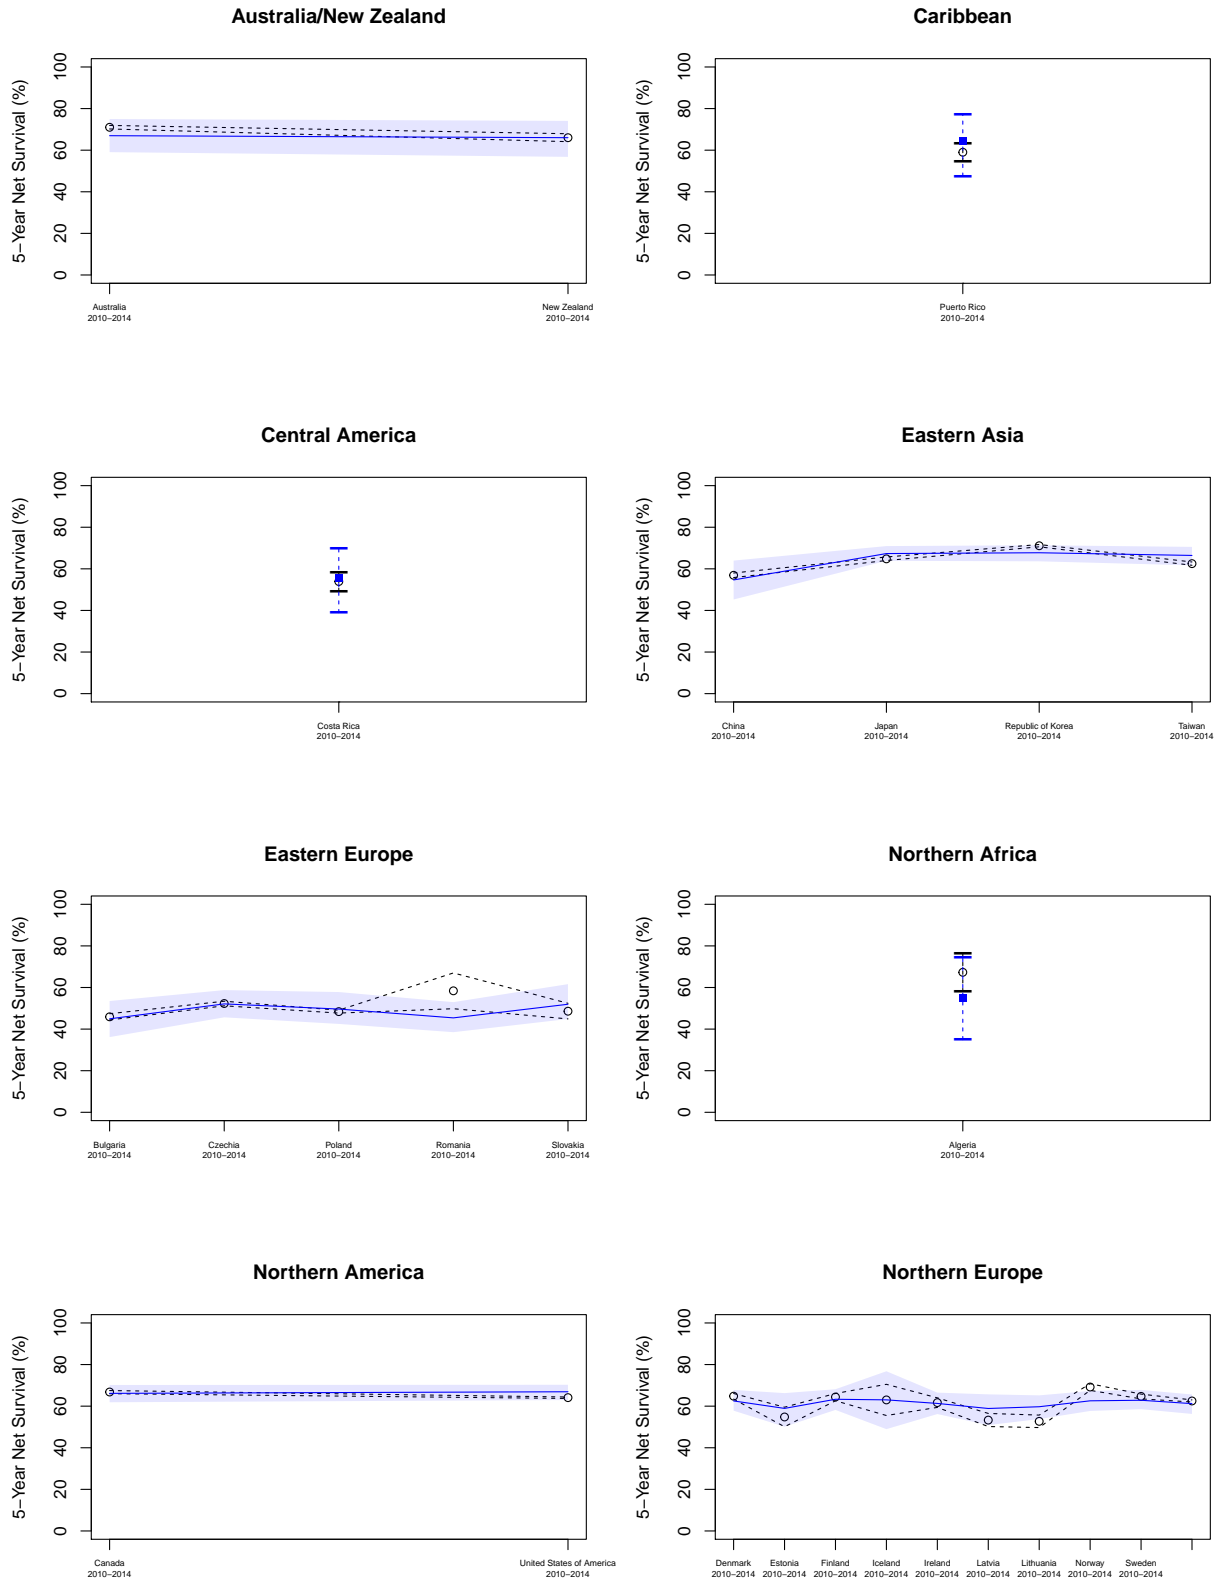 Australia/New Zealand
5−Year Net Survival (%)
100
80
60
40
20
0
Australia
2010−2014
New Zealand
2010−2014
Caribbean
5−Year Net Survival (%)
100
80
60
40
20
0
Puerto Rico
2010−2014
Central America
5−Year Net Survival (%)
100
80
60
40
20
0
Costa Rica
2010−2014
Eastern Asia
5−Year Net Survival (%)
100
80
60
40
20
0
China
2010−2014
Japan
2010−2014
Republic of Korea
2010−2014
Taiwan
2010−2014
Eastern Europe
5−Year Net Survival (%)
100
80
60
40
20
0
Bulgaria
2010−2014
Czechia
2010−2014
Poland
2010−2014
Romania
2010−2014
Slovakia
2010−2014
Northern Africa
5−Year Net Survival (%)
100
80
60
40
20
0
Algeria
2010−2014
Northern America
5−Year Net Survival (%)
100
80
60
40
20
0
Canada
2010−2014
United States of America
2010−2014
Northern Europe
5−Year Net Survival (%)
100
80
60
40
20
0
Denmark
2010−2014
Estonia
2010−2014
Finland
2010−2014
Iceland
2010−2014
Ireland
2010−2014
Latvia
2010−2014
Lithuania
2010−2014
Norway
2010−2014
Sweden
2010−2014